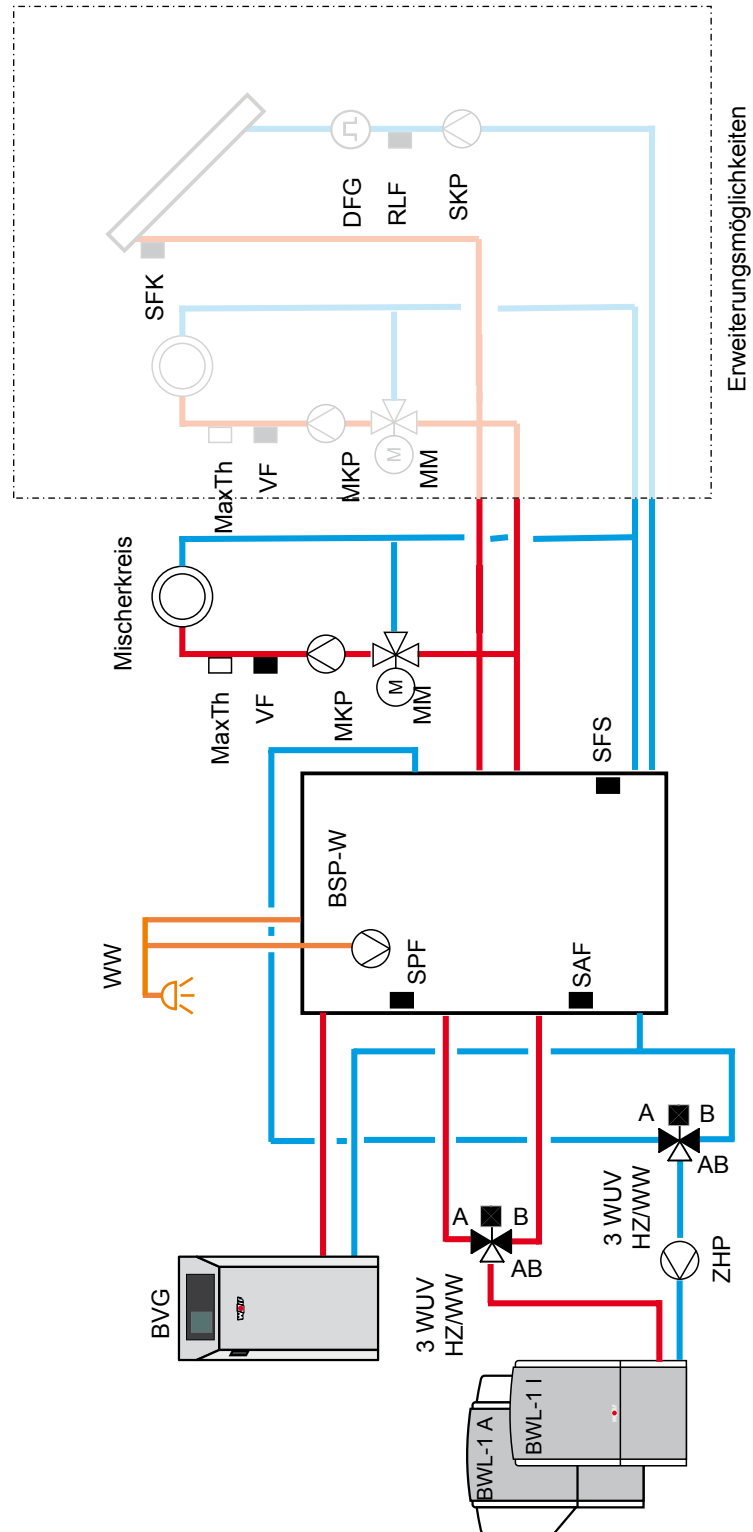 BWL-1 A
BWL-1 I
BVG
3 WUV
HZ/WW
A
B
AB
ZHP
3 WUV
HZ/WW
A
B
AB
WW
BSP-W
SPF
SAF
SFS
Mischerkreis
MaxTh
VF
MKP
MM
M
MaxTh
VF
MKP
MM
M
SFK
DFG
RLF
SKP
Erweiterungsmöglichkeiten